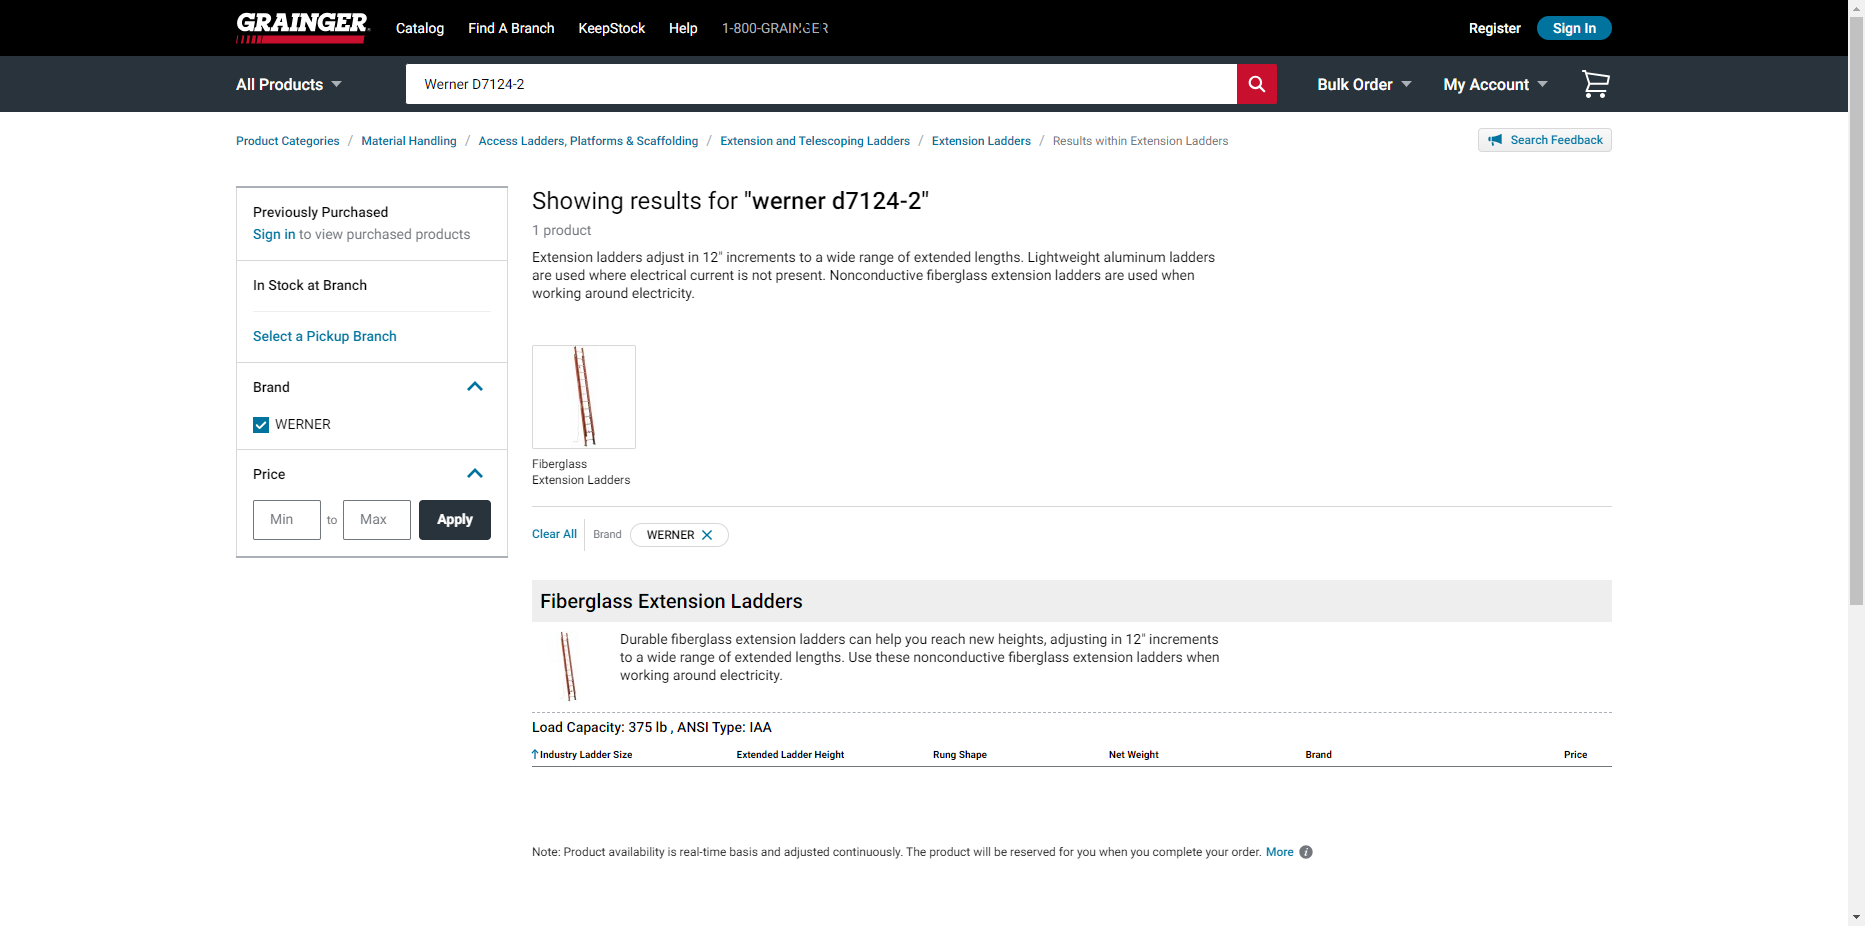 GRAINGER
Catalog
Find A Branch
KeepStock
Help
1-800-GRAINGER
Register
Sign In
All Products
Werner D7124-2
Bulk Order
My Account
Product Categories / Material Handling / Access Ladders, Platforms & Scaffolding / Extension and Telescoping Ladders / Extension Ladders / Results within Extension Ladders
Search Feedback
Previously Purchased
Sign in to view purchased products
In Stock at Branch
Select a Pickup Branch
Brand
WERNER
Price
Min to Max Apply
Showing results for "werner d7124-2"
1 product
Extension ladders adjust in 12" increments to a wide range of extended lengths. Lightweight aluminum ladders
are used where electrical current is not present. Nonconductive fiberglass extension ladders are used when
working around electricity.
Fiberglass
Extension Ladders
Clear All Brand WERNER
Fiberglass Extension Ladders
Durable fiberglass extension ladders can help you reach new heights, adjusting in 12" increments
to a wide range of extended lengths. Use these nonconductive fiberglass extension ladders when
working around electricity.
Load Capacity: 375 lb , ANSI Type: IAA
Industry Ladder Size Extended Ladder Height Rung Shape Net Weight Brand Price
Note: Product availability is real-time basis and adjusted continuously. The product will be reserved for you when you complete your order. More